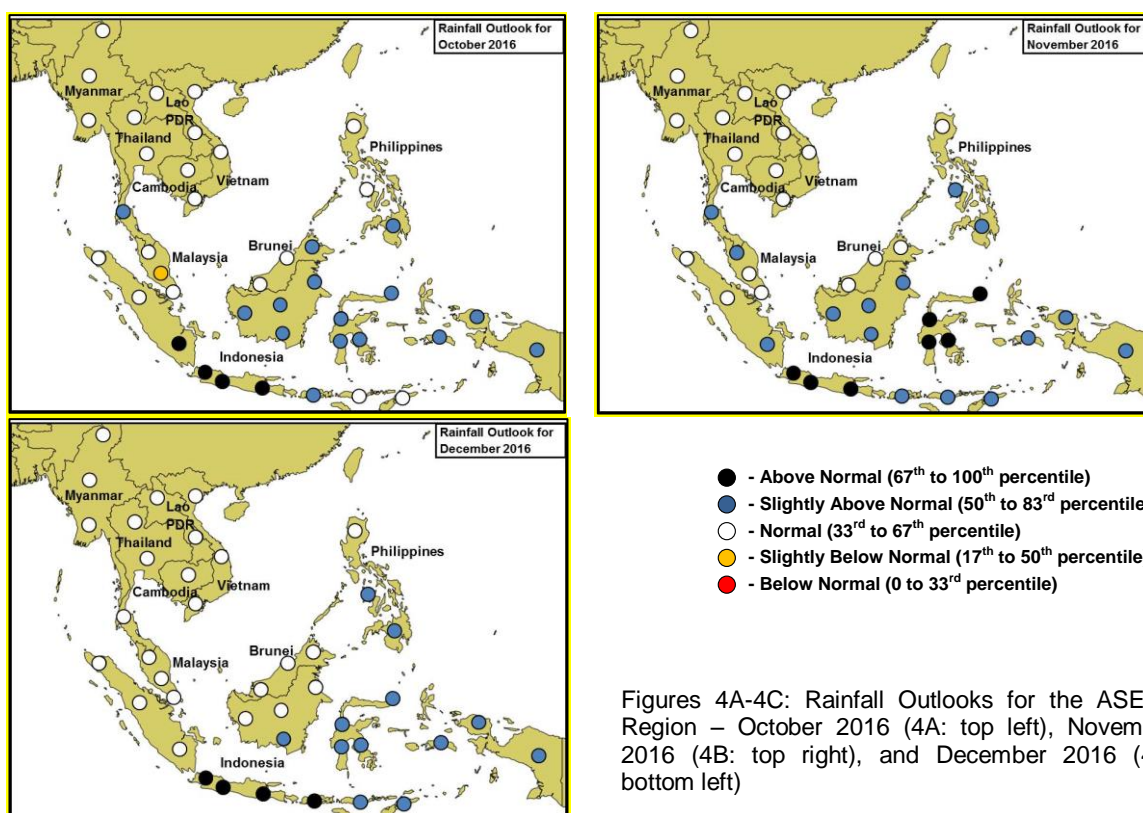 Rainfall Outlook for
October 2016
Myanmar
Lao
PDR
Thailand
Philippines
Cambodia
Vietnam
Brunei
Malaysia
Indonesia
Rainfall Outlook for
November 2016
Myanmar
Lao
PDR
Thailand
Philippines
Cambodia
Vietnam
Brunei
Malaysia
Indonesia
Rainfall Outlook for
December 2016
Myanmar
Lao
PDR
Thailand
Philippines
Cambodia
Vietnam
Brunei
Malaysia
Indonesia
- Above Normal (67th to 100th percentile)
- Slightly Above Normal (50th to 83rd percentile
- Normal (33rd to 67th percentile)
- Slightly Below Normal (17th to 50th percentile
- Below Normal (0 to 33rd percentile)
Figures 4A-4C: Rainfall Outlooks for the ASE
Region – October 2016 (4A: top left), Novem
2016 (4B: top right), and December 2016 (4
bottom left)